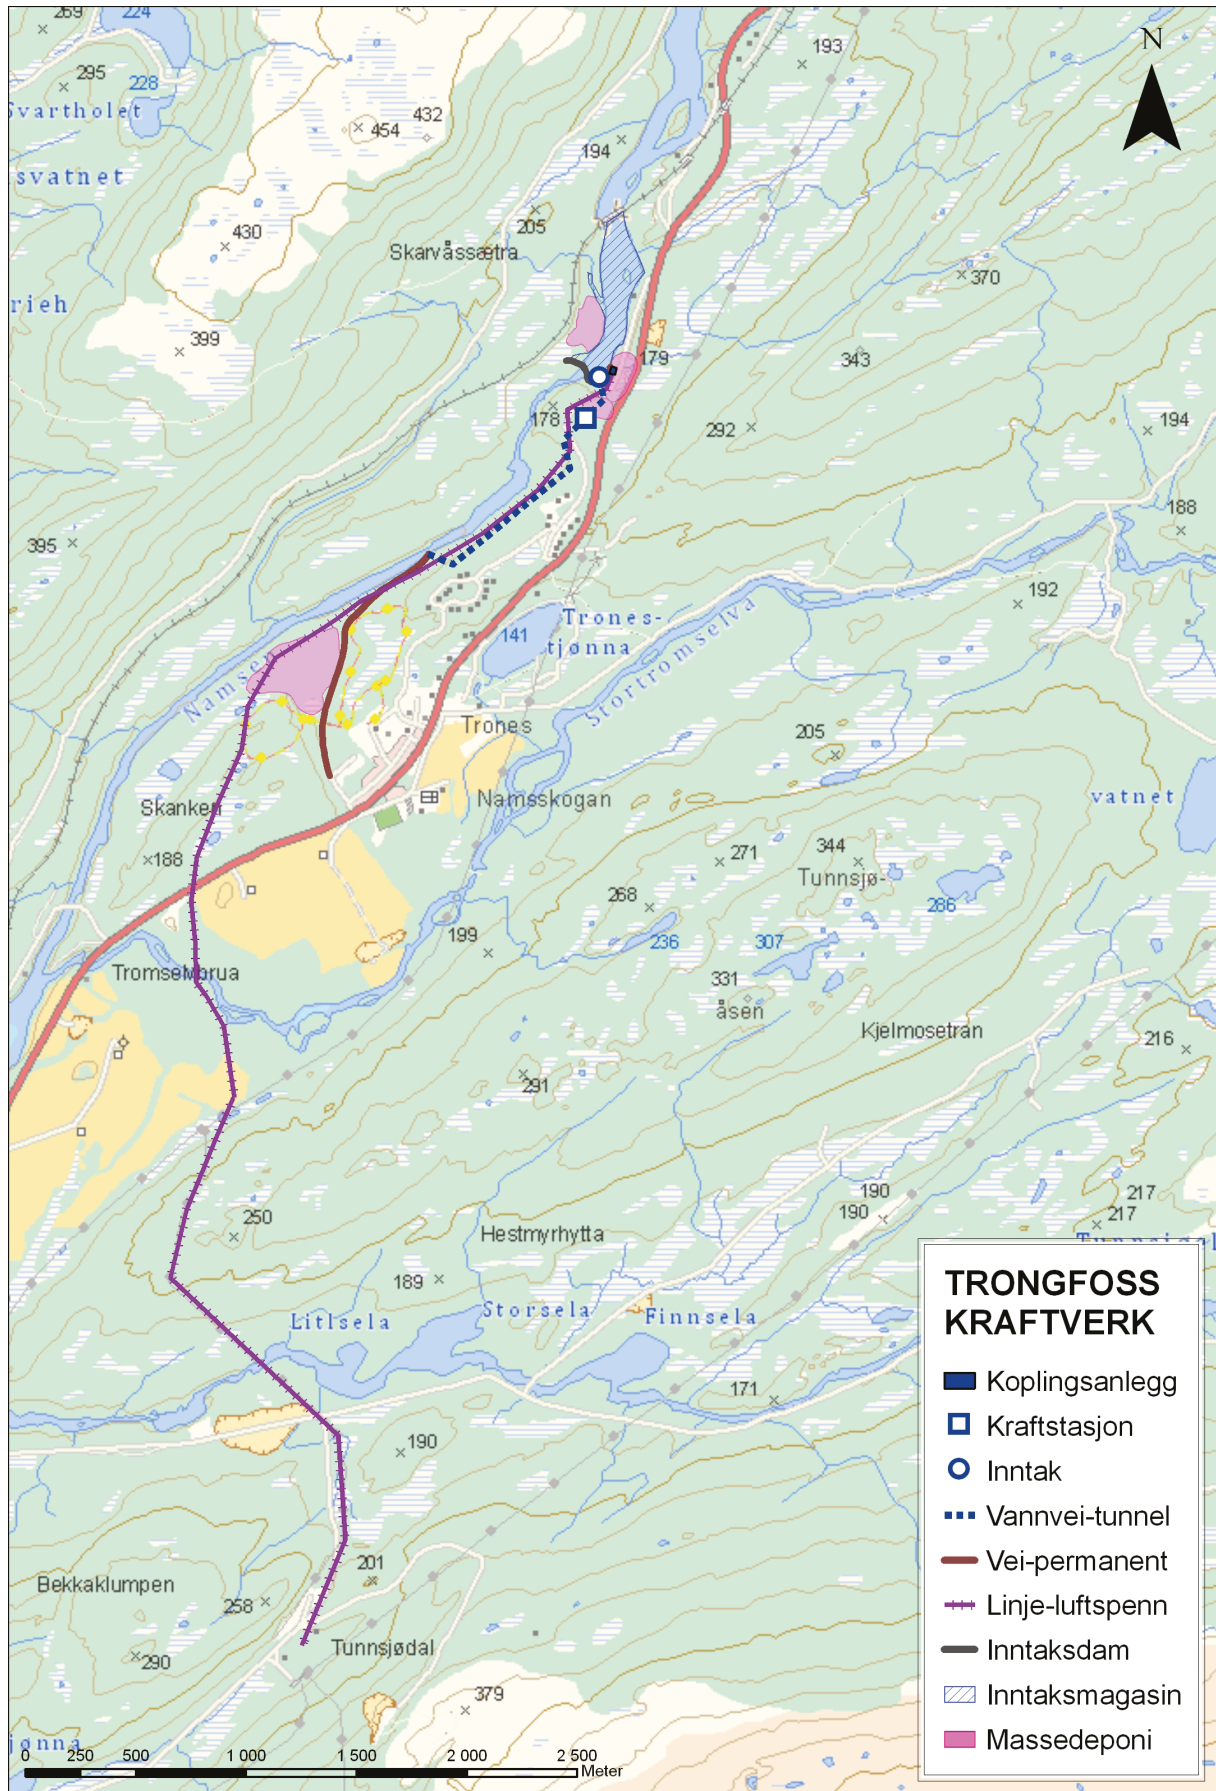 269
224
N
193
295
228
Svartholet
432
454
194
svatnet
205
430
Skarvåssætra
370
rieh
399
179
343
178
292
194
188
395
192
Trones-
141
tjønna
Stortromselva
Namsen
Trones
205
Namsskogan
vatnet
Skanken
188
271
344
Tunnsjø-
268
286
199
236
307
Tromselvbrua
331
åsen
Kjelmosetran
216
291
190
217
250
190
217
Hestmyrhytta
189
Litlsela
Storsela
Finnsela
171
190
201
Bekkaklumpen
258
Tunnsjødal
290
379
jønna
0 250 500 1 000 1 500 2 000 2 500
Meter
TRONGFOSS
KRAFTVERK
Koplingsanlegg
Kraftstasjon
Inntak
Vannvei-tunnel
Vei-permanent
Linje-luftspenn
Inntaksdam
Inntaksmagasin
Massedeponi